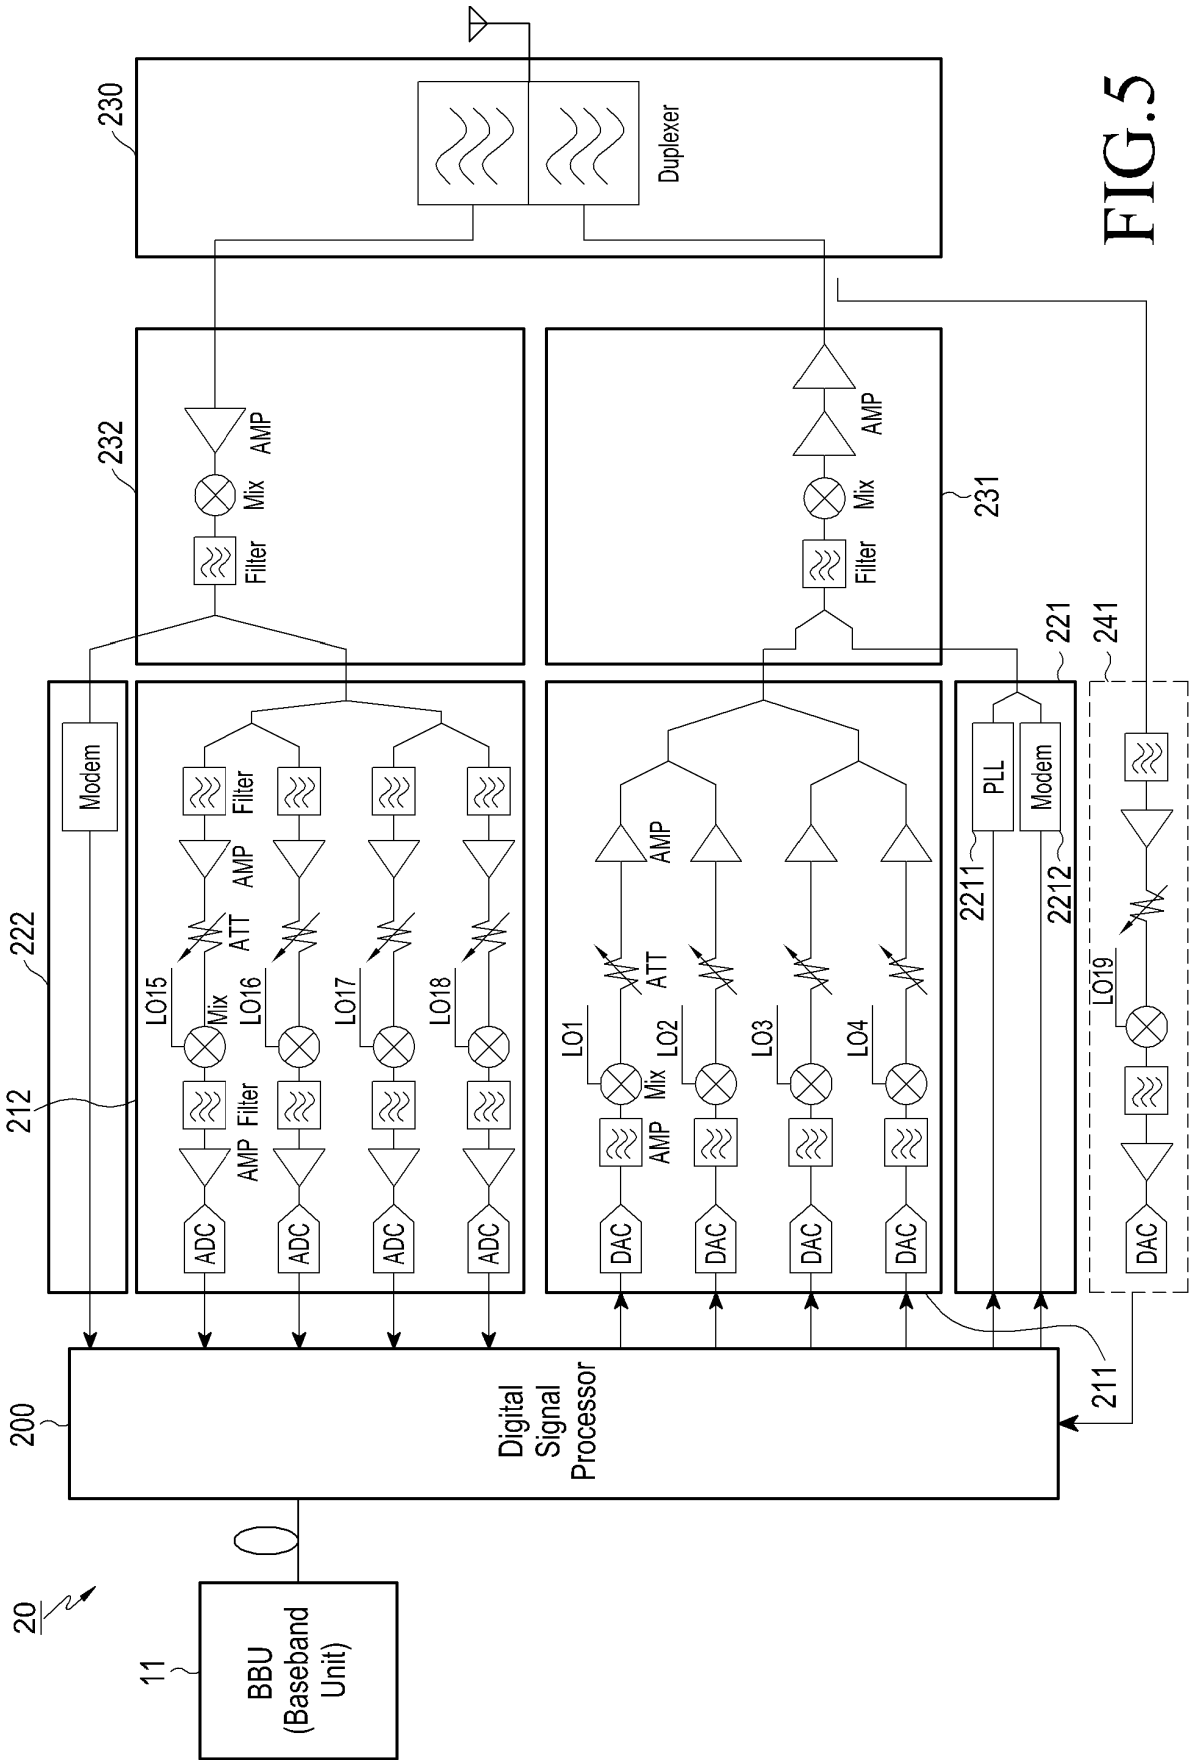 20
11
BBU
(Baseband
Unit)
200
Digital
Signal
Processor
222
Modem
212
ADC
AMP
Filter
Mix
LO15
ATT
AMP
Filter
ADC
LO16
ADC
LO17
ADC
LO18
DAC
AMP
Mix
LO1
ATT
AMP
DAC
LO2
DAC
LO3
DAC
LO4
211
221
2211
PLL
2212
Modem
241
DAC
LO19
232
Filter
Mix
AMP
231
Filter
Mix
AMP
230
Duplexer
FIG.5